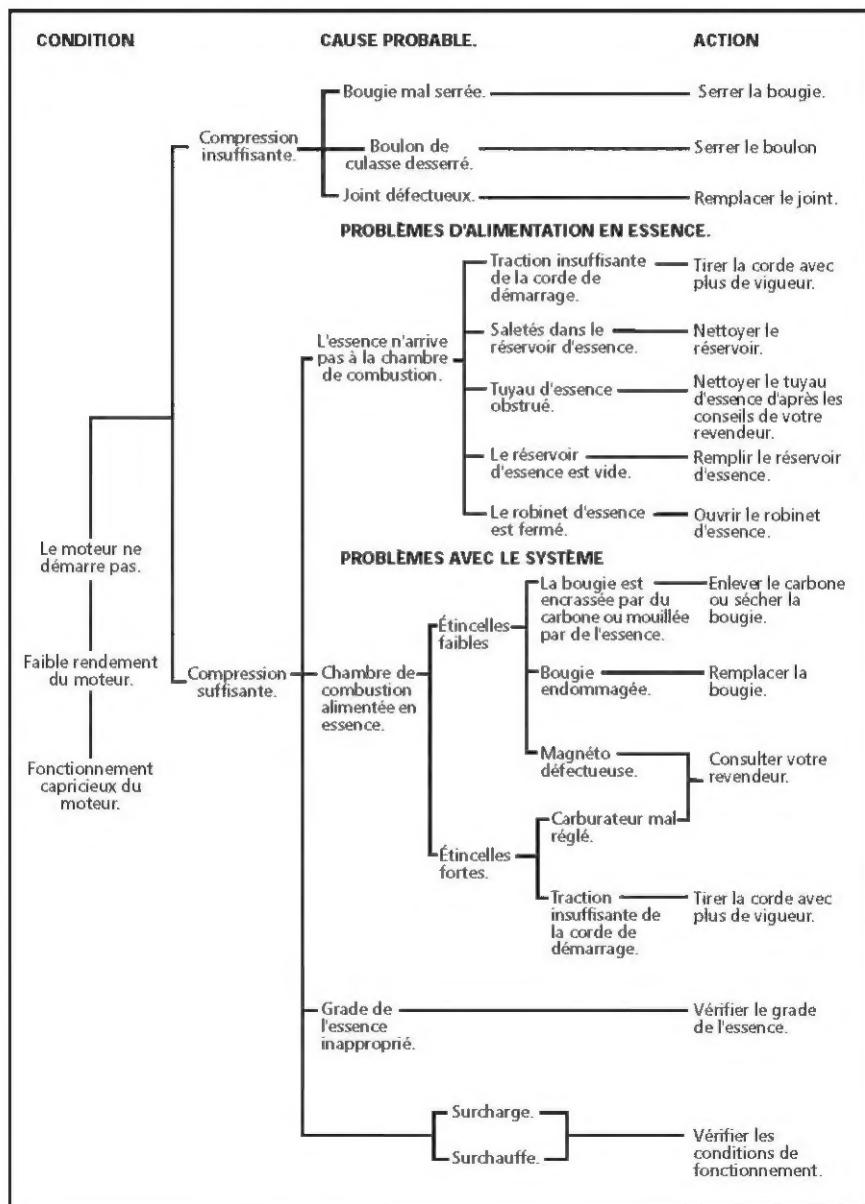 CONDITION
CAUSE PROBABLE.
ACTION
Compression
insuffisante.
Bougie mal serrée.
Serrer la bougie.
Boulon de
culasse desserré.
Serrer le boulon
Joint défectueux.
Remplacer le joint.
PROBLÈMES D'ALIMENTATION EN ESSENCE.
L'essence n'arrive
pas à la chambre
de combustion.
Traction insuffisante
de la corde de
démarrage.
Tirer la corde avec
plus de vigueur.
Saletés dans le
réservoir d'essence.
Nettoyer le
réservoir.
Tuyau d'essence
obstrué.
Nettoyer le tuyau
d'essence d'après les
conseils de votre
revendeur.
Le réservoir
d'essence est vide.
Remplir le réservoir
d'essence.
Le robinet d'essence
est fermé.
Ouvrir le robinet
d'essence.
Le moteur ne
démarre pas.
Faible rendement
du moteur.
Fonctionnement
capricieux du
moteur.
PROBLÈMES AVEC LE SYSTÈME
Compression
suffisante.
Chambre de
combustion
alimentée en
essence.
Étincelles
faibles
La bougie est
encrassée par du
carbone ou mouillée
par de l'essence.
Enlever le carbone
ou sécher la
bougie.
Bougie
endommagée.
Remplacer la
bougie.
Magnéto
défectueuse.
Consulter votre
revendeur.
Étincelles
fortes.
Carburateur mal
réglé.
Traction
insuffisante de
la corde de
démarrage.
Tirer la corde avec
plus de vigueur.
Grade de
l'essence
inapproprié.
Vérifier le grade
de l'essence.
Surcharge.
Surchauffe.
Vérifier les
conditions de
fonctionnement.